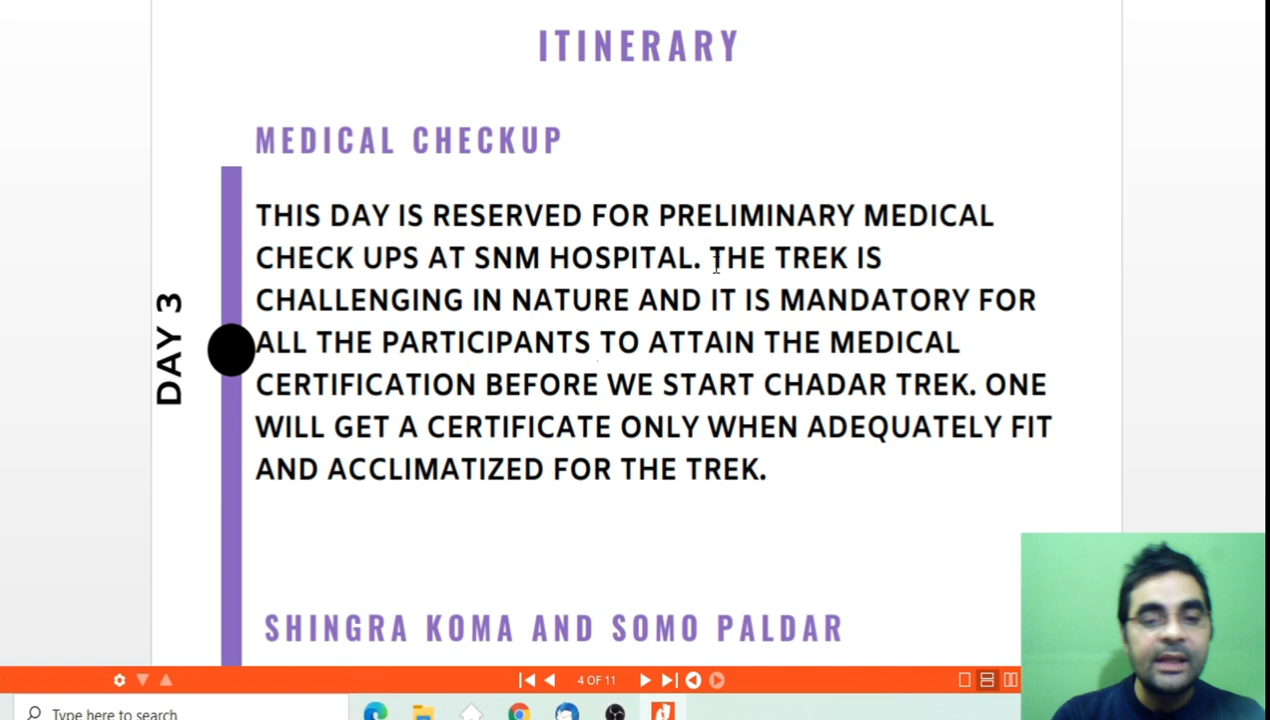 ITINERARY
MEDICAL CHECKUP
THIS DAY IS RESERVED FOR PRELIMINARY MEDICAL
CHECK UPS AT SNM HOSPITAL. THE TREK IS
CHALLENGING IN NATURE AND IT IS MANDATORY FOR
ALL THE PARTICIPANTS TO ATTAIN THE MEDICAL
CERTIFICATION BEFORE WE START CHADAR TREK. ONE
WILL GET A CERTIFICATE ONLY WHEN ADEQUATELY FIT
AND ACCLIMATIZED FOR THE TREK.
DAY 3
SHINGRA KOMA AND SOMO PALDAR
4 OF 11
Type here to search